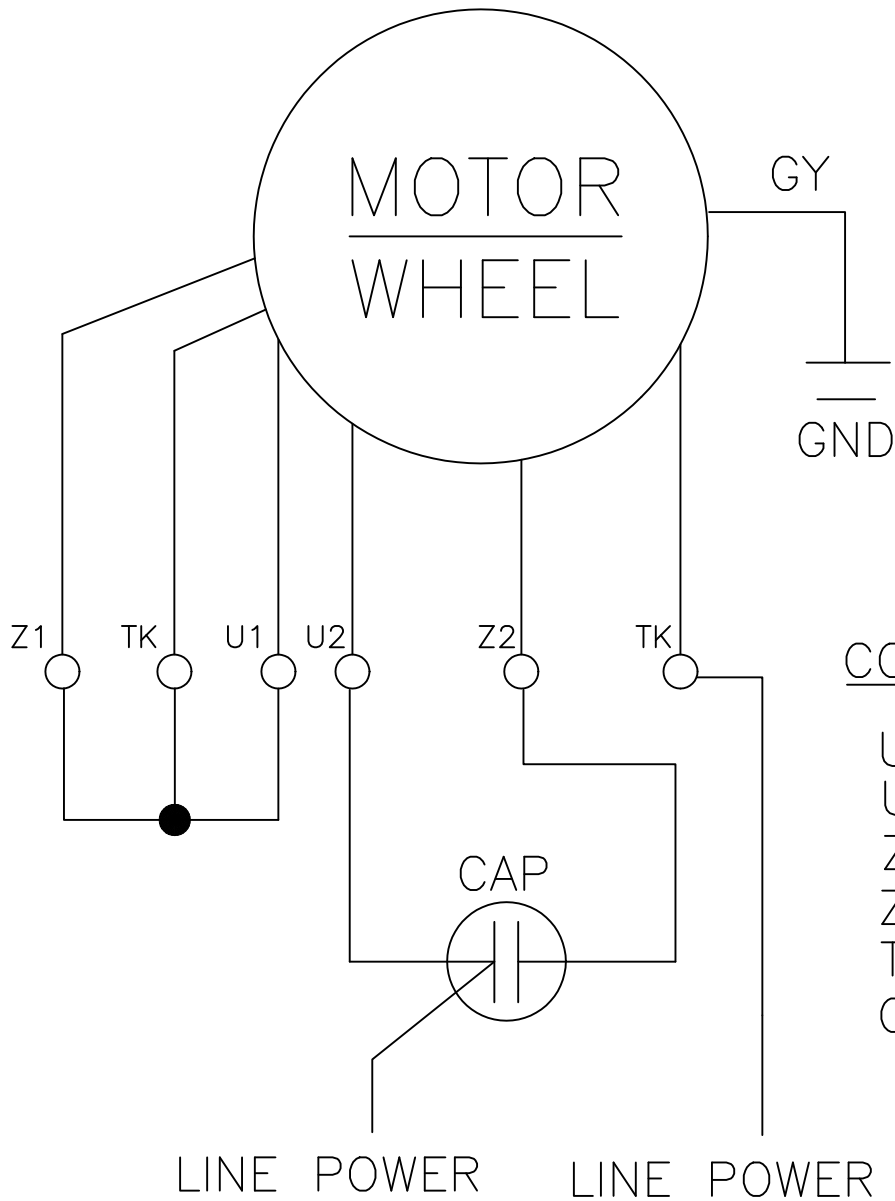 MOTOR
WHEEL
GY
GND
Z1 TK U1 U2 Z2 TK
CAP
LINE POWER LINE POWER